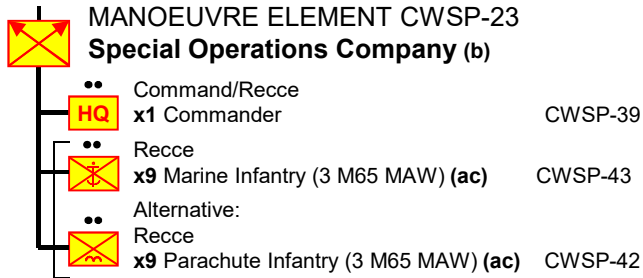 MANOEUVRE ELEMENT CWSP-23
Special Operations Company (b)
Command/Recce
HQ x1 Commander CWSP-39
Recce
x9 Marine Infantry (3 M65 MAW) (ac) CWSP-43
Alternative:
Recce
x9 Parachute Infantry (3 M65 MAW) (ac) CWSP-42